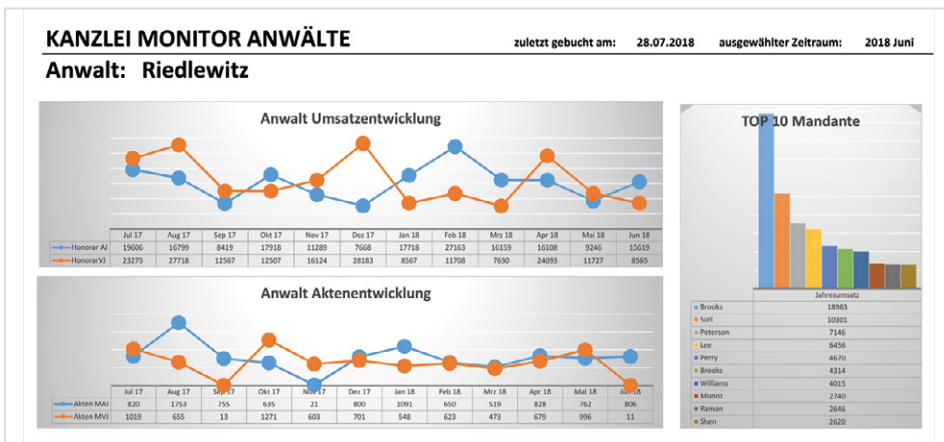 KANZLEI MONITOR ANWÄLTE
zuletzt gebucht am: 28.07.2018 ausgewählter Zeitraum: 2018 Juni
Anwalt: Riedlewitz
Anwalt Umsatzentwicklung
Jul 17 Aug 17 Sep 17 Okt 17 Nov 17 Dez 17 Jan 18 Feb 18 Mrz 18 Apr 18 Mai 18 Jun 18
Honorar AJ 19606 16799 8419 17918 11289 7668 17718 27163 16159 16108 9246 15619
HonorarVJ 23275 27718 12567 12507 16124 28183 8567 11708 7630 24093 11727 8565
Anwalt Aktenentwicklung
Jul 17 Aug 17 Sep 17 Okt 17 Nov 17 Dez 17 Jan 18 Feb 18 Mrz 18 Apr 18 Mai 18 Jun 18
Akten MAJ 820 1753 755 635 21 800 1091 650 519 828 762 806
Akten MVJ 1019 655 13 1271 603 701 548 623 473 679 996 11
TOP 10 Mandante
Jahresumsatz
Brooks 18963
Sori 10301
Peterson 7146
Lee 6456
Perry 4670
Brooks 4314
Williams 4015
Munoz 2740
Raman 2646
Shen 2620